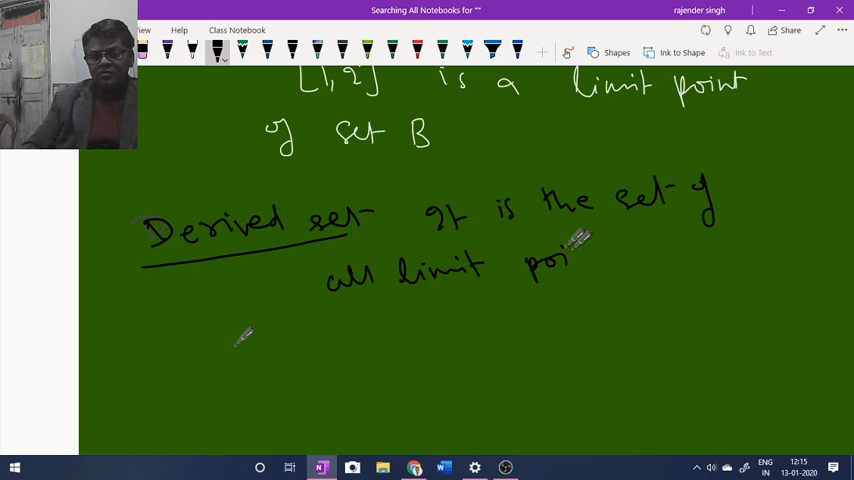 Searching All Notebooks for ""
rajender singh
View Help Class Notebook
Share
Shapes Ink to Shape Ink to Text
[1,2] is a limit point
of set B
Derived set It is the set of
all limit poi
ENG 12:15
IN 13-01-2020